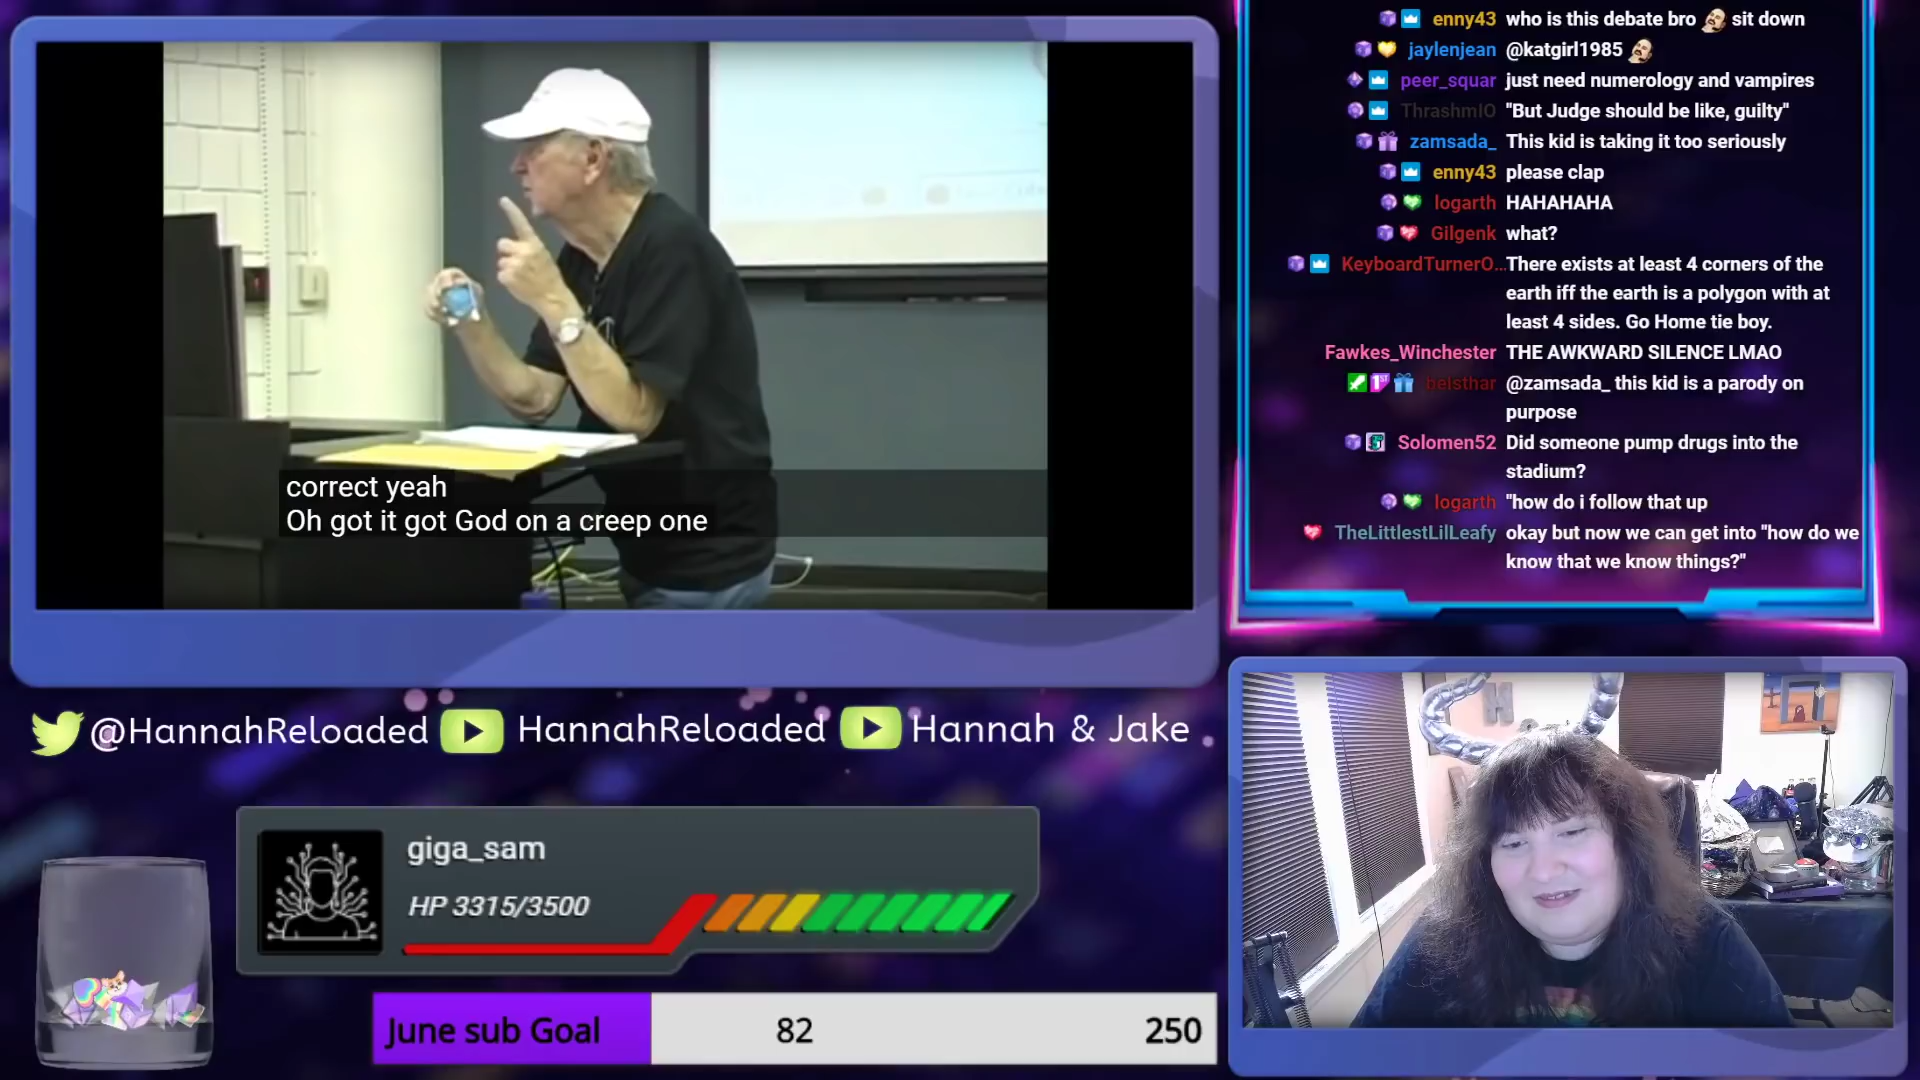 correct yeah
Oh got it got God on a creep one
enny43 who is this debate bro sit down
jaylenjean @katgirl1985
peer_squar just need numerology and vampires
ThrashmIO "But Judge should be like, guilty"
zamsada_ This kid is taking it too seriously
enny43 please clap
logarth HAHAHAHA
Gilgenk what?
KeyboardTurnerO... There exists at least 4 corners of the
earth iff the earth is a polygon with at
least 4 sides. Go Home tie boy.
Fawkes_Winchester THE AWKWARD SILENCE LMAO
belsthar @zamsada_ this kid is a parody on
purpose
Solomen52 Did someone pump drugs into the
stadium?
logarth "how do i follow that up
TheLittlestLilLeafy okay but now we can get into "how do we
know that we know things?"
@HannahReloaded HannahReloaded Hannah & Jake
giga_sam
HP 3315/3500
June sub Goal 82 250